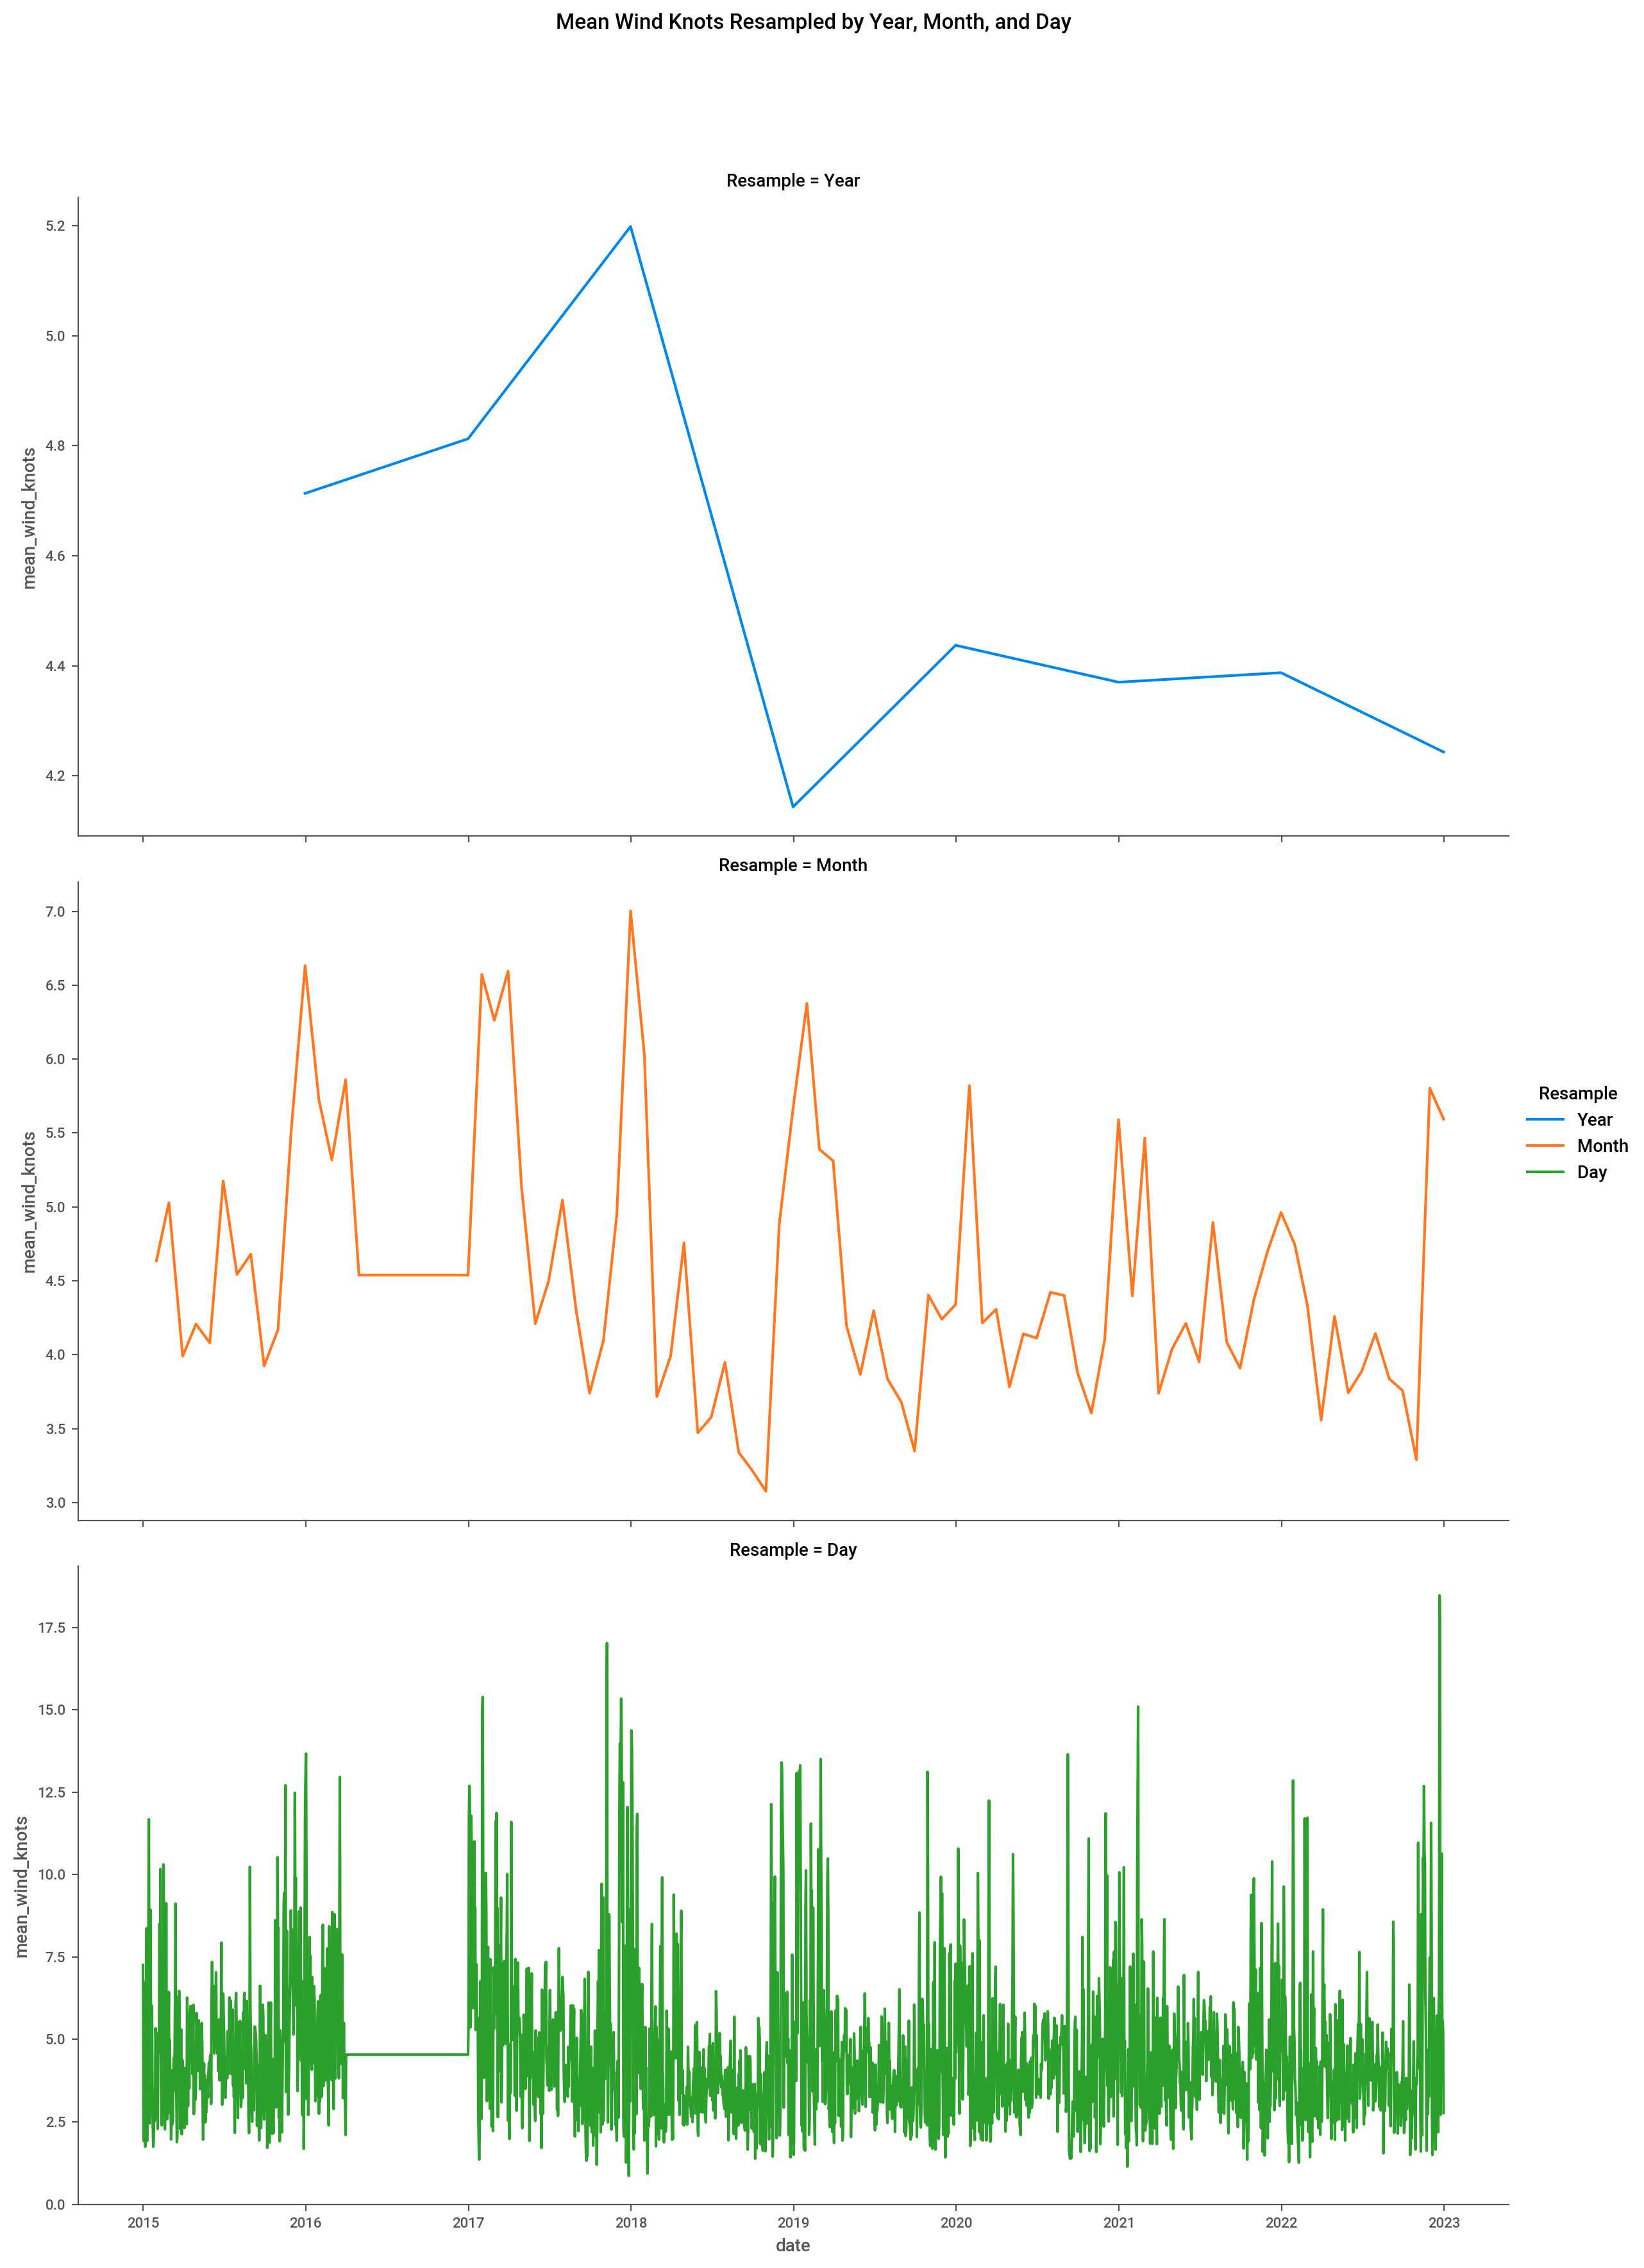 Mean Wind Knots Resampled by Year, Month, and Day
Resample = Year
5.2
5.0
4.8
4.6
4.4
4.2
mean_wind_knots
Resample = Month
7.0
6.5
6.0
5.5
5.0
4.5
4.0
3.5
3.0
mean_wind_knots
Resample
Year
Month
Day
Resample = Day
17.5
15.0
12.5
10.0
7.5
5.0
2.5
0.0
mean_wind_knots
2015 2016 2017 2018 2019 2020 2021 2022 2023
date